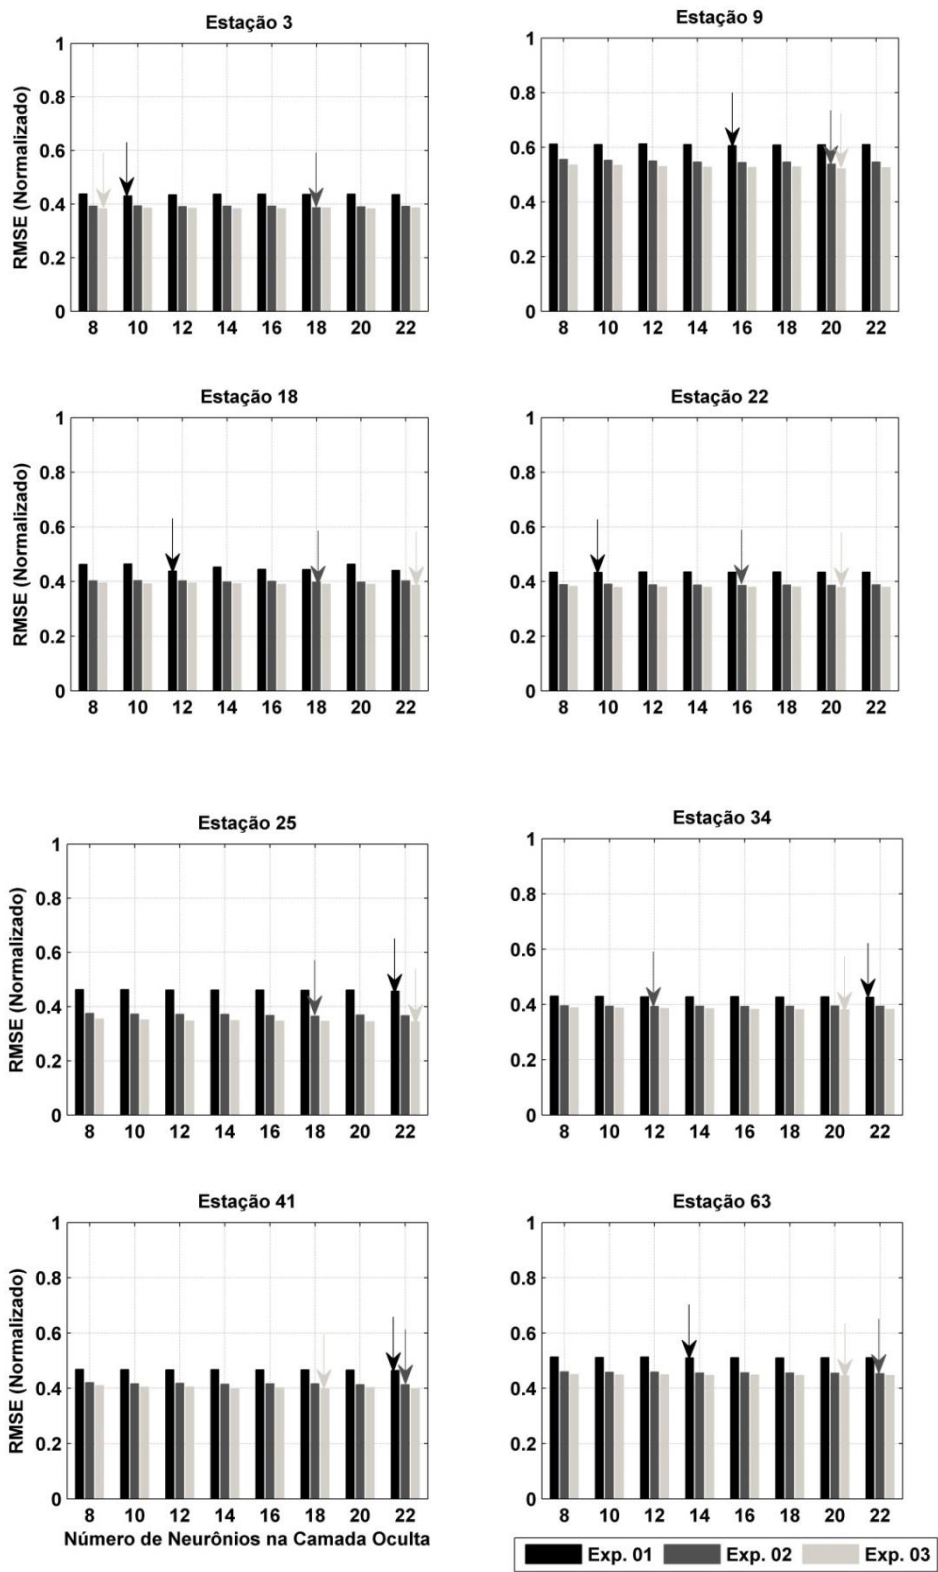 Estação 3
Estação 9
RMSE (Normalizado)
1
0.8
0.6
0.4
0.2
0
8 10 12 14 16 18 20 22
1
0.8
0.6
0.4
0.2
0
8 10 12 14 16 18 20 22
Estação 18
Estação 22
RMSE (Normalizado)
1
0.8
0.6
0.4
0.2
0
8 10 12 14 16 18 20 22
1
0.8
0.6
0.4
0.2
0
8 10 12 14 16 18 20 22
Estação 25
Estação 34
RMSE (Normalizado)
1
0.8
0.6
0.4
0.2
0
8 10 12 14 16 18 20 22
1
0.8
0.6
0.4
0.2
0
8 10 12 14 16 18 20 22
Estação 41
Estação 63
RMSE (Normalizado)
1
0.8
0.6
0.4
0.2
0
8 10 12 14 16 18 20 22
1
0.8
0.6
0.4
0.2
0
8 10 12 14 16 18 20 22
Número de Neurônios na Camada Oculta
Exp. 01 Exp. 02 Exp. 03